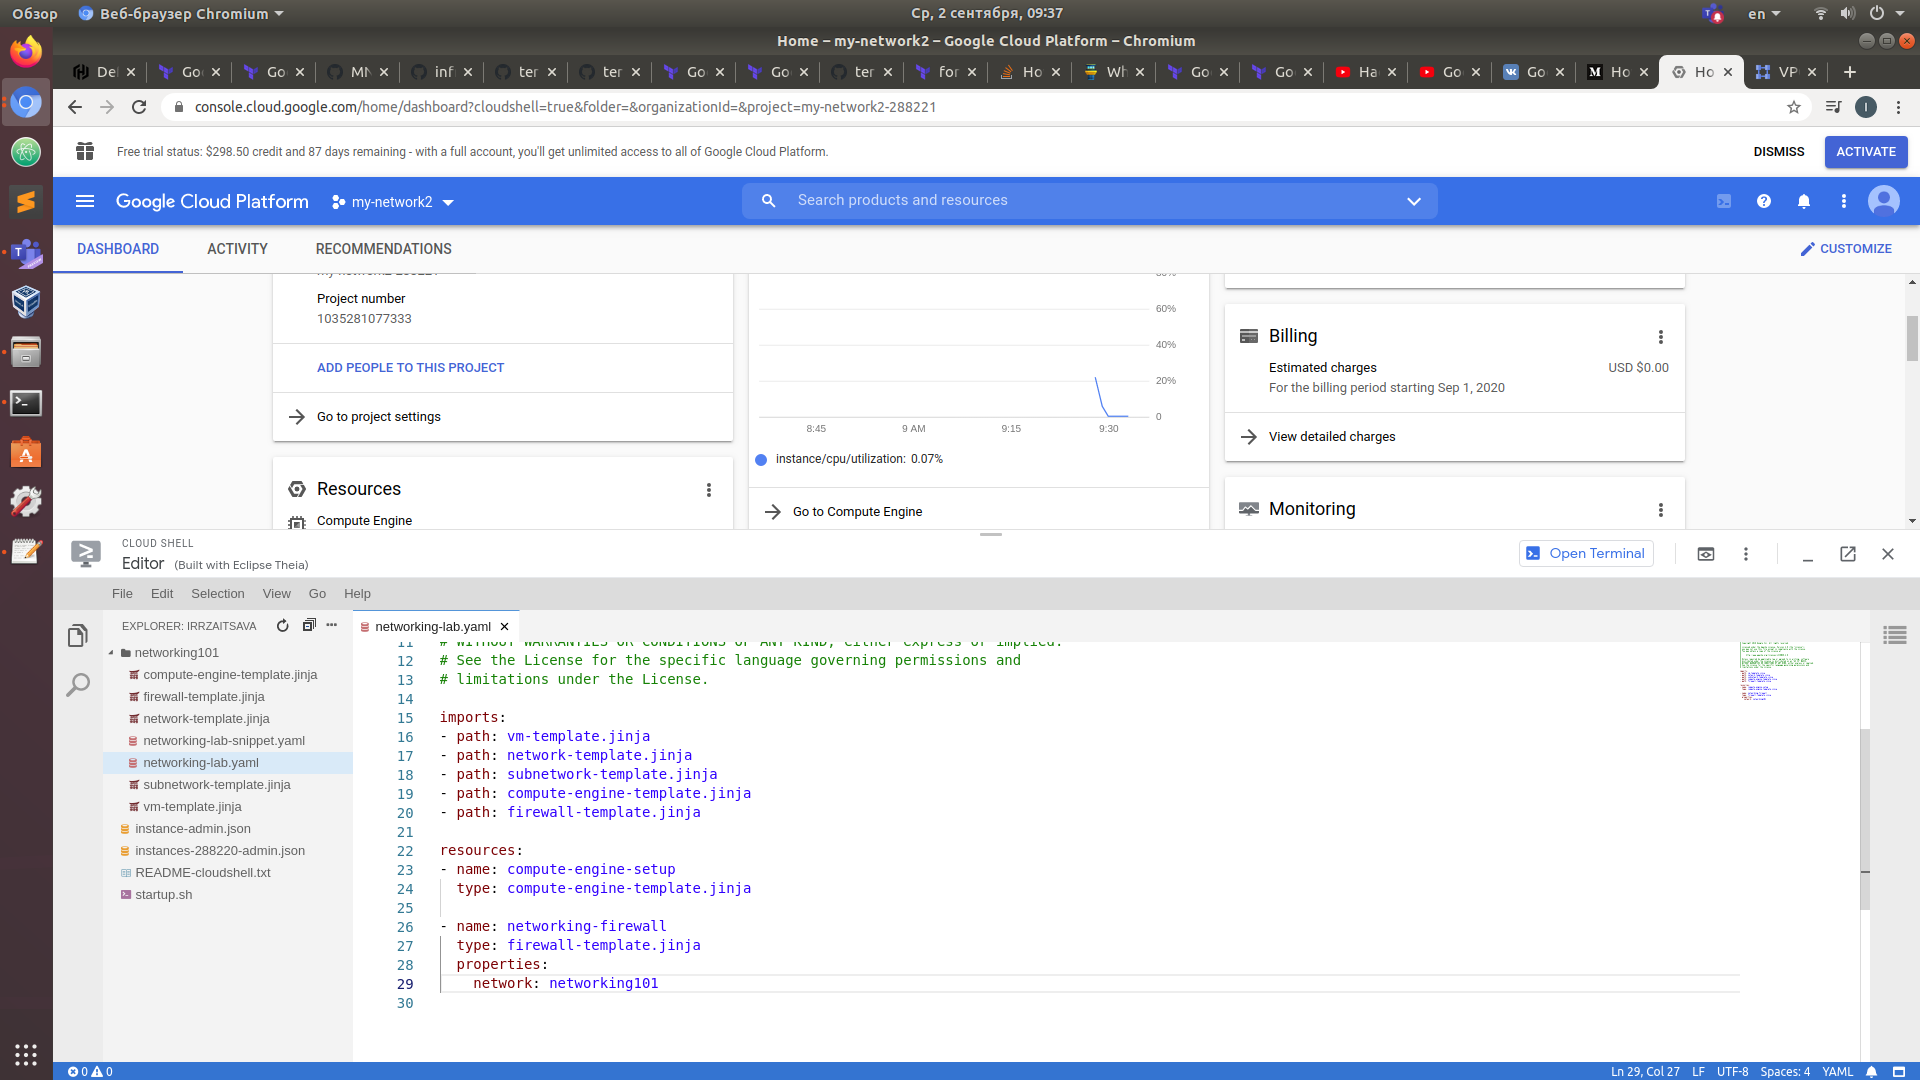 Обзор
Веб-браузер Chromium
Ср, 2 сентября, 09:37
en
Home – my-network2 – Google Cloud Platform – Chromium
Del
Go
Go
MN
inf
ter
ter
Go
Go
ter
for
Ho
Wh
Go
Go
Ha
Go
Go
Ho
Ho
VP
console.cloud.google.com/home/dashboard?cloudshell=true&folder=&organizationId=&project=my-network2-288221
I
Free trial status: $298.50 credit and 87 days remaining - with a full account, you'll get unlimited access to all of Google Cloud Platform.
DISMISS
ACTIVATE
Google Cloud Platform
my-network2
Search products and resources
DASHBOARD
ACTIVITY
RECOMMENDATIONS
CUSTOMIZE
Project number
1035281077333
ADD PEOPLE TO THIS PROJECT
Go to project settings
Resources
Compute Engine
80%
60%
40%
20%
0
8:45
9 AM
9:15
9:30
instance/cpu/utilization: 0.07%
Go to Compute Engine
Billing
Estimated charges
USD $0.00
For the billing period starting Sep 1, 2020
View detailed charges
Monitoring
CLOUD SHELL
Editor (Built with Eclipse Theia)
Open Terminal
File
Edit
Selection
View
Go
Help
EXPLORER: IRRZAITSAVA
networking101
compute-engine-template.jinja
firewall-template.jinja
network-template.jinja
networking-lab-snippet.yaml
networking-lab.yaml
subnetwork-template.jinja
vm-template.jinja
instance-admin.json
instances-288220-admin.json
README-cloudshell.txt
startup.sh
networking-lab.yaml
11 # WITHOUT WARRANTIES OR CONDITIONS OF ANY KIND, either express or implied.
12 # See the License for the specific language governing permissions and
13 # limitations under the License.
14
15 imports:
16 - path: vm-template.jinja
17 - path: network-template.jinja
18 - path: subnetwork-template.jinja
19 - path: compute-engine-template.jinja
20 - path: firewall-template.jinja
21
22 resources:
23 - name: compute-engine-setup
24 type: compute-engine-template.jinja
25
26 - name: networking-firewall
27 type: firewall-template.jinja
28 properties:
29 network: networking101
30
0
0
Ln 29, Col 27
LF
UTF-8
Spaces: 4
YAML